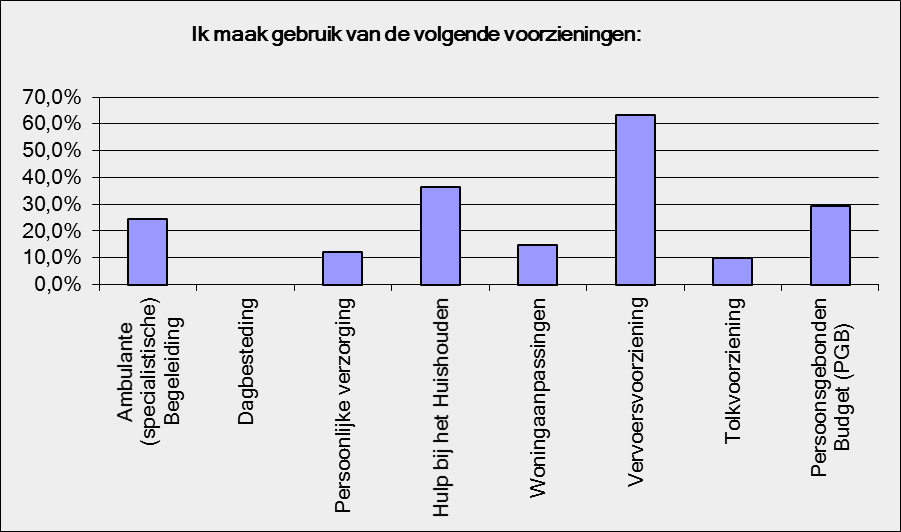 Ik maak gebruik van de volgende voorzieningen:
70,0%
60,0%
50,0%
40,0%
30,0%
20,0%
10,0%
0,0%
Ambulante
(specialistische)
Begeleiding
Dagbesteding
Persoonlijke verzorging
Hulp bij het Huishouden
Woningaanpassingen
Vervoersvoorziening
Tolkvoorziening
Persoonsgebonden
Budget (PGB)